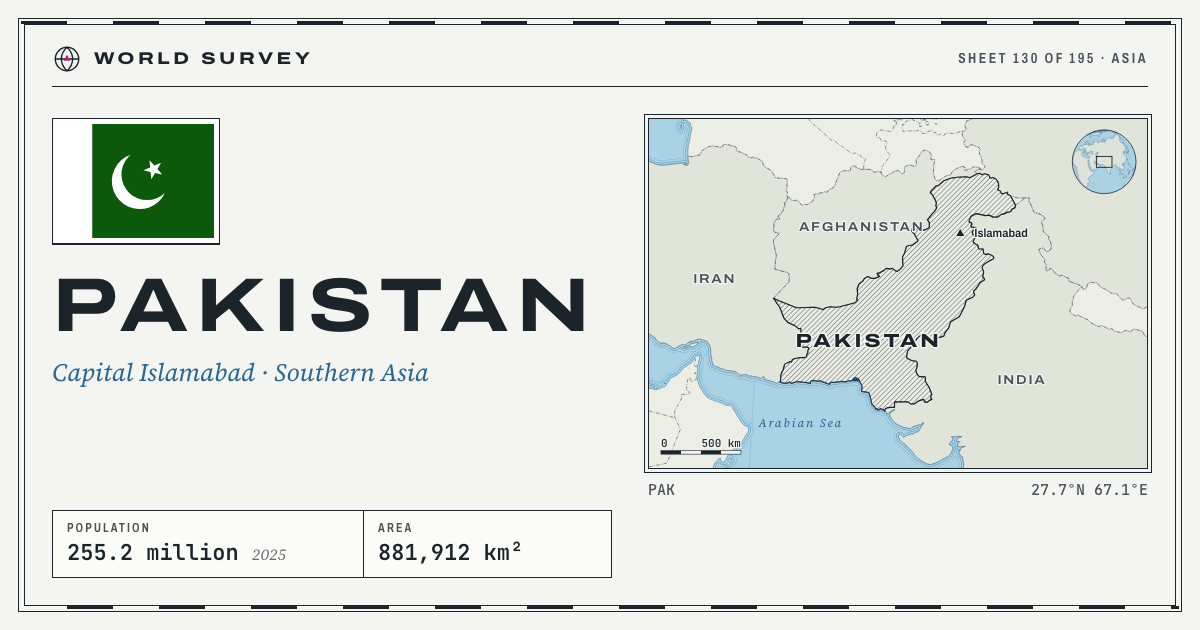 WORLD SURVEY
SHEET 130 OF 195 · ASIA
PAKISTAN
Capital Islamabad · Southern Asia
POPULATION
255.2 million 2025
AREA
881,912 km²
AFGHANISTAN
Islamabad
IRAN
PAKISTAN
INDIA
Arabian Sea
0 500 km
PAK
27.7°N 67.1°E